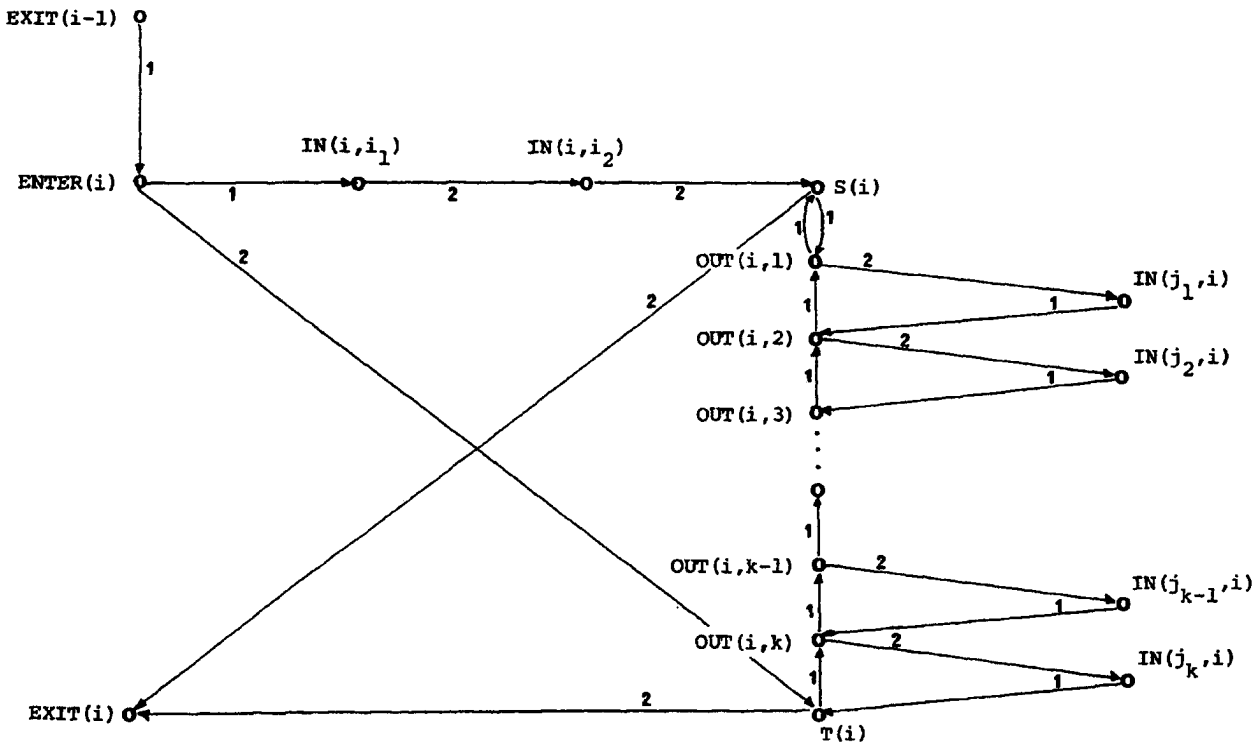 EXIT(i-1)
1
IN(i,i₁)
IN(i,i₂)
ENTER(i)
1
2
2
S(i)
1
1
2
OUT(i,1)
2
IN(j₁,i)
1
2
1
OUT(i,2)
2
IN(j₂,i)
1
1
OUT(i,3)
1
OUT(i,k-1)
2
IN(jₖ₋₁,i)
1
1
OUT(i,k)
2
IN(jₖ,i)
1
1
EXIT(i)
2
T(i)